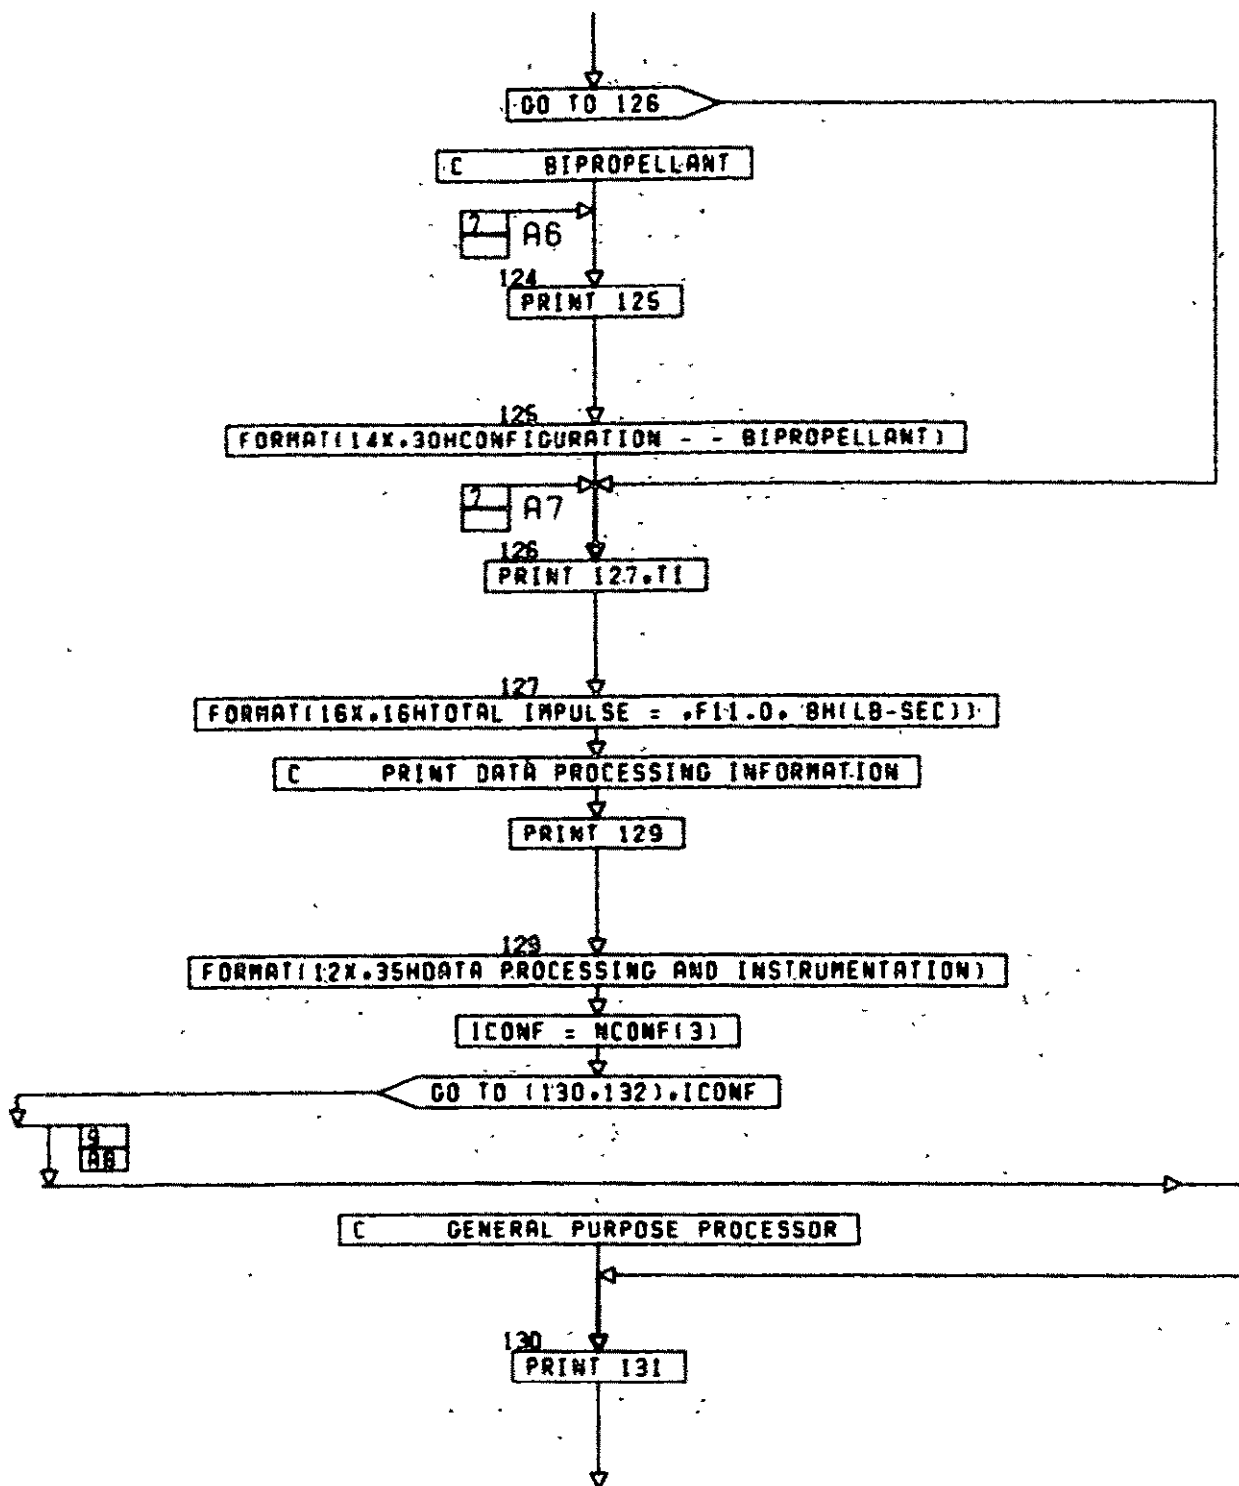 GO TO 126
C BIPROPELLANT
7
A6
124
PRINT 125
125
FORMAT(14X,30HCONFIGURATION - - BIPROPELLANT)
7
A7
126
PRINT 127,TI
127
FORMAT(16X,16HTOTAL IMPULSE = ,F11.0, 8H(LB-SEC))
C PRINT DATA PROCESSING INFORMATION
PRINT 129
129
FORMAT(12X,35HDATA PROCESSING AND INSTRUMENTATION)
ICONF = NCONF(3)
GO TO (130,132),ICONF
9
A8
C GENERAL PURPOSE PROCESSOR
130
PRINT 131